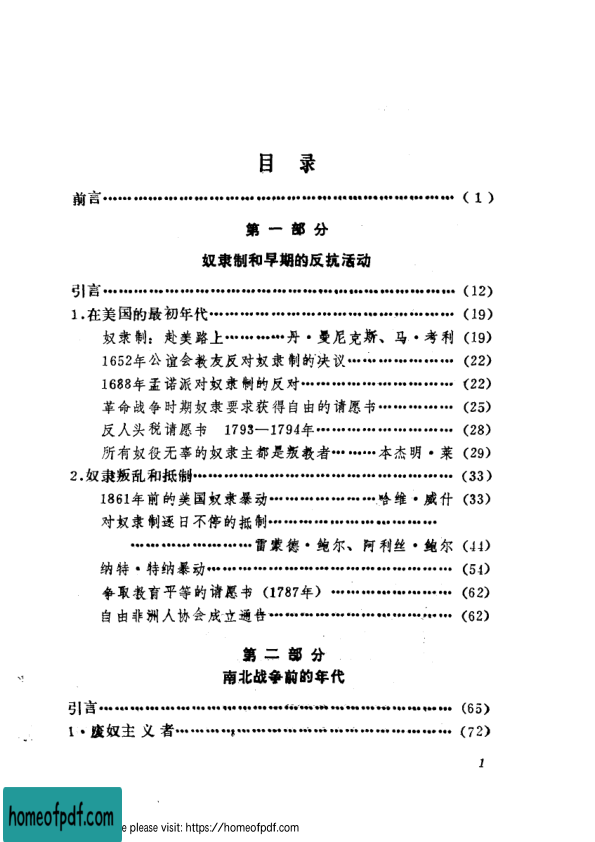 目 录
前言……………………………………………………(1)
第 一 部 分
奴隶制和早期的反抗活动
引言……………………………………………………(12)
1.在美国的最初年代……………………………………(19)
奴隶制：赴美路上…………丹·曼尼克斯、马·考利 (19)
1652年公谊会教友反对奴隶制的决议………………(22)
1688年孟诺派对奴隶制的反对………………………(22)
革命战争时期奴隶要求获得自由的请愿书…………(25)
反人头税请愿书 1793—1794年……………………(28)
所有奴役无辜的奴隶主都是叛教者………本杰明·莱 (29)
2.奴隶叛乱和抵制………………………………………(33)
1861年前的美国奴隶暴动………………哈维·威什 (33)
对奴隶制逐日不停的抵制………………………
…………………雷蒙德·鲍尔、阿利丝·鲍尔 (44)
纳特·特纳暴动………………………………………(54)
争取教育平等的请愿书(1787年)…………………(62)
自由非洲人协会成立通告……………………………(62)
第 二 部 分
南北战争前的年代
引言……………………………………………………(65)
1·废奴主义者…………………………………………(72)
1
homeofpdf.com
e please visit: https://homeofpdf.com